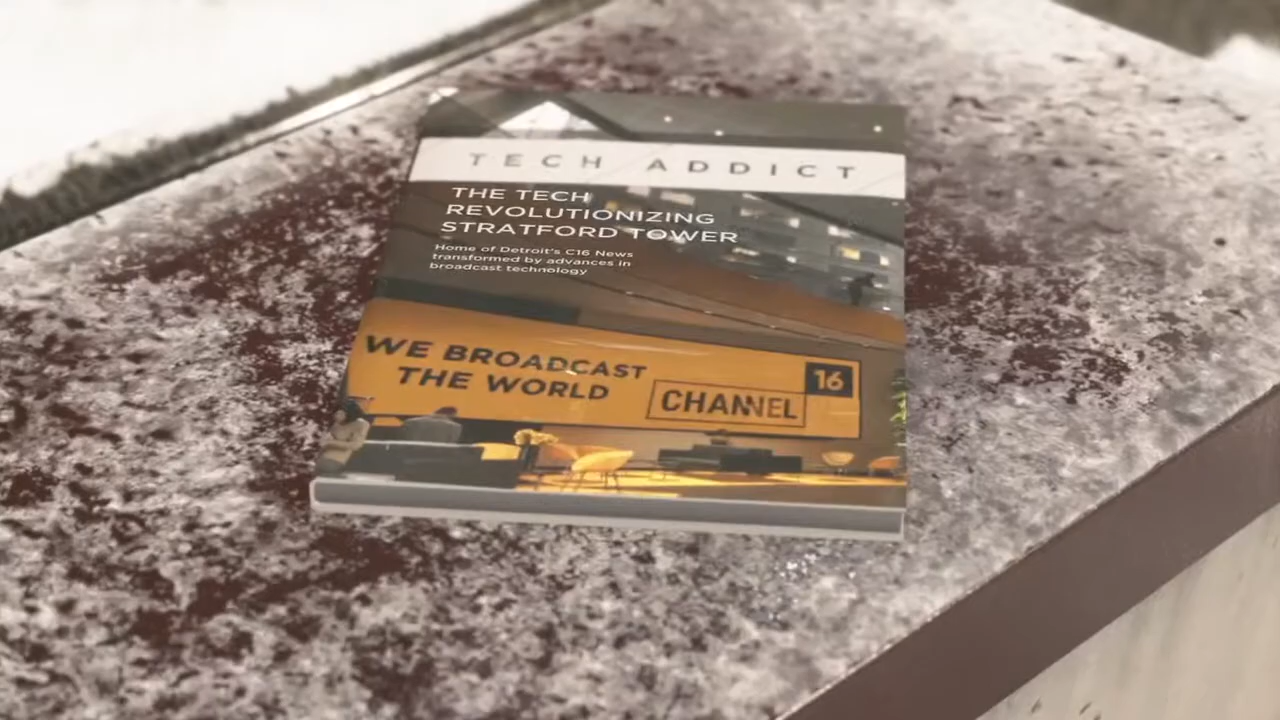 TECH ADDICT
THE TECH
REVOLUTIONIZING
STRATFORD TOWER
Home of Detroit's C16 News
transformed by advances in
broadcast technology
WE BROADCAST
THE WORLD
16
CHANNEL